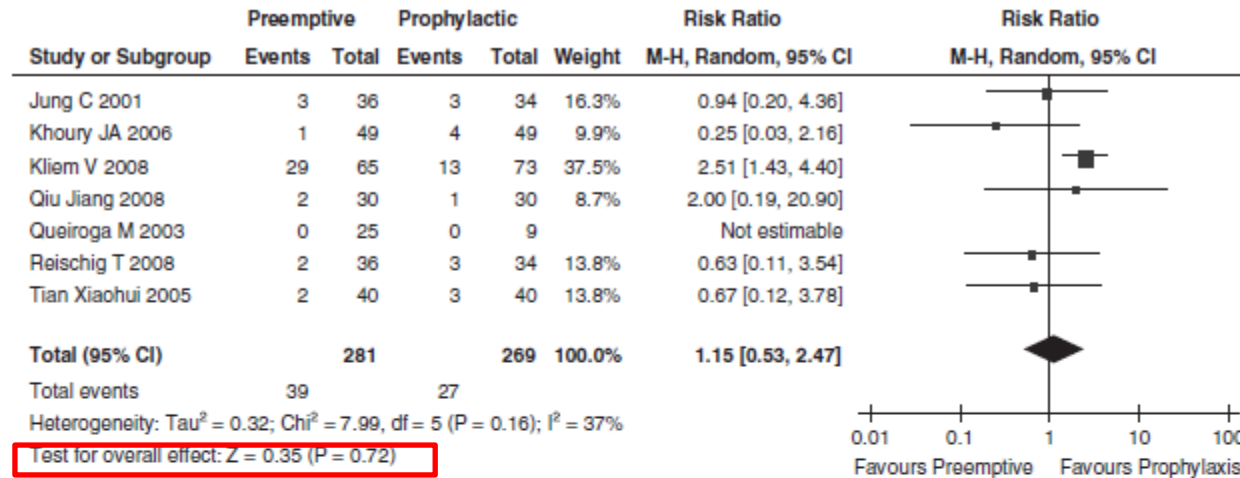 Preemptive Prophylactic Risk Ratio Risk Ratio
Study or Subgroup Events Total Events Total Weight M-H, Random, 95% CI M-H, Random, 95% CI
Jung C 2001 3 36 3 34 16.3% 0.94 [0.20, 4.36]
Khoury JA 2006 1 49 4 49 9.9% 0.25 [0.03, 2.16]
Kliem V 2008 29 65 13 73 37.5% 2.51 [1.43, 4.40]
Qiu Jiang 2008 2 30 1 30 8.7% 2.00 [0.19, 20.90]
Queiroga M 2003 0 25 0 9 Not estimable
Reischig T 2008 2 36 3 34 13.8% 0.63 [0.11, 3.54]
Tian Xiaohui 2005 2 40 3 40 13.8% 0.67 [0.12, 3.78]
Total (95% CI) 281 269 100.0% 1.15 [0.53, 2.47]
Total events 39 27
Heterogeneity: Tau² = 0.32; Chi² = 7.99, df = 5 (P = 0.16); I² = 37%
Test for overall effect: Z = 0.35 (P = 0.72)
0.01 0.1 1 10 100
Favours Preemptive Favours Prophylaxis